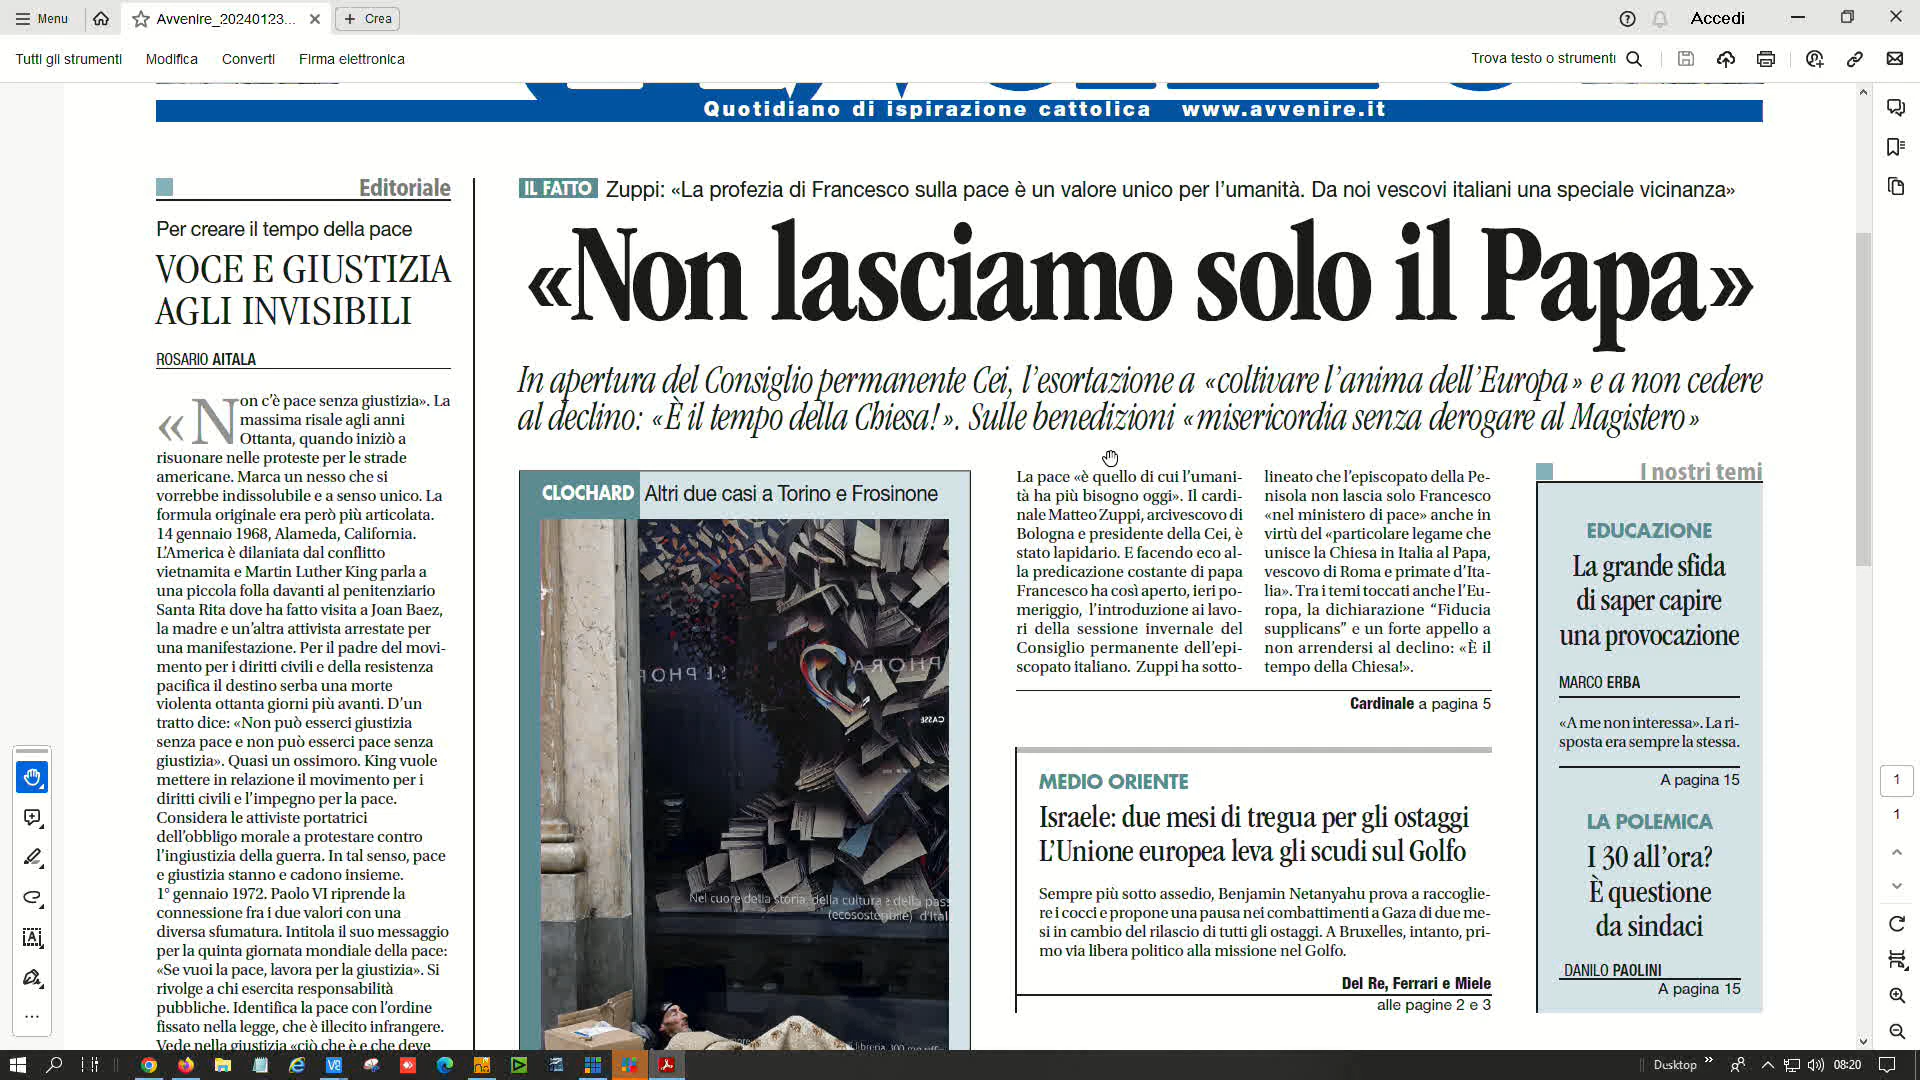 Menu
Avvenire_20240123...
Crea
Accedi
Tutti gli strumenti
Modifica
Converti
Firma elettronica
Trova testo o strumenti
Quotidiano di ispirazione cattolica www.avvenire.it
Editoriale
Per creare il tempo della pace
VOCE E GIUSTIZIA
AGLI INVISIBILI
ROSARIO AITALA
«Non c'è pace senza giustizia». La
massima risale agli anni
Ottanta, quando iniziò a
risuonare nelle proteste per le strade
americane. Marca un nesso che si
vorrebbe indissolubile e a senso unico. La
formula originale era però più articolata.
14 gennaio 1968, Alameda, California.
L'America è dilaniata dal conflitto
vietnamita e Martin Luther King parla a
una piccola folla davanti al penitenziario
Santa Rita dove ha fatto visita a Joan Baez,
la madre e un'altra attivista arrestate per
una manifestazione. Per il padre del movi-
mento per i diritti civili e della resistenza
pacifica il destino serba una morte
violenta ottanta giorni più avanti. D'un
tratto dice: «Non può esserci giustizia
senza pace e non può esserci pace senza
giustizia». Quasi un ossimoro. King vuole
mettere in relazione il movimento per i
diritti civili e l'impegno per la pace.
Considera le attiviste portatrici
dell'obbligo morale a protestare contro
l'ingiustizia della guerra. In tal senso, pace
e giustizia stanno e cadono insieme.
1° gennaio 1972. Paolo VI riprende la
connessione fra i due valori con una
diversa sfumatura. Intitola il suo messaggio
per la quinta giornata mondiale della pace:
«Se vuoi la pace, lavora per la giustizia». Si
rivolge a chi esercita responsabilità
pubbliche. Identifica la pace con l'ordine
fissato nella legge, che è illecito infrangere.
Vede nella giustizia «ciò che è e che deve
IL FATTO Zuppi: «La profezia di Francesco sulla pace è un valore unico per l'umanità. Da noi vescovi italiani una speciale vicinanza»
«Non lasciamo solo il Papa»
In apertura del Consiglio permanente Cei, l'esortazione a «coltivare l'anima dell'Europa» e a non cedere
al declino: «È il tempo della Chiesa!». Sulle benedizioni «misericordia senza derogare al Magistero»
CLOCHARD Altri due casi a Torino e Frosinone
SEPHORA
SEPHORA
CASSE
Nel cuore della storia, della cultura e della pass
(ecosostenibile) d'Ital
La pace «è quello di cui l'umani-
tà ha più bisogno oggi». Il cardi-
nale Matteo Zuppi, arcivescovo di
Bologna e presidente della Cei, è
stato lapidario. E facendo eco al-
la predicazione costante di papa
Francesco ha così aperto, ieri po-
meriggio, l'introduzione ai lavo-
ri della sessione invernale del
Consiglio permanente dell'epi-
scopato italiano. Zuppi ha sotto-
lineato che l'episcopato della Pe-
nisola non lascia solo Francesco
«nel ministero di pace» anche in
virtù del «particolare legame che
unisce la Chiesa in Italia al Papa,
vescovo di Roma e primate d'Ita-
lia». Tra i temi toccati anche l'Eu-
ropa, la dichiarazione "Fiducia
supplicans" e un forte appello a
non arrendersi al declino: «È il
tempo della Chiesa!».
Cardinale a pagina 5
MEDIO ORIENTE
Israele: due mesi di tregua per gli ostaggi
L'Unione europea leva gli scudi sul Golfo
Sempre più sotto assedio, Benjamin Netanyahu prova a raccoglie-
re i cocci e propone una pausa nei combattimenti a Gaza di due me-
si in cambio del rilascio di tutti gli ostaggi. A Bruxelles, intanto, pri-
mo via libera politico alla missione nel Golfo.
Del Re, Ferrari e Miele
alle pagine 2 e 3
I nostri temi
EDUCAZIONE
La grande sfida
di saper capire
una provocazione
MARCO ERBA
«A me non interessa». La ri-
sposta era sempre la stessa.
A pagina 15
LA POLEMICA
I 30 all'ora?
È questione
da sindaci
DANILO PAOLINI
A pagina 15
1
1
Desktop
08:20